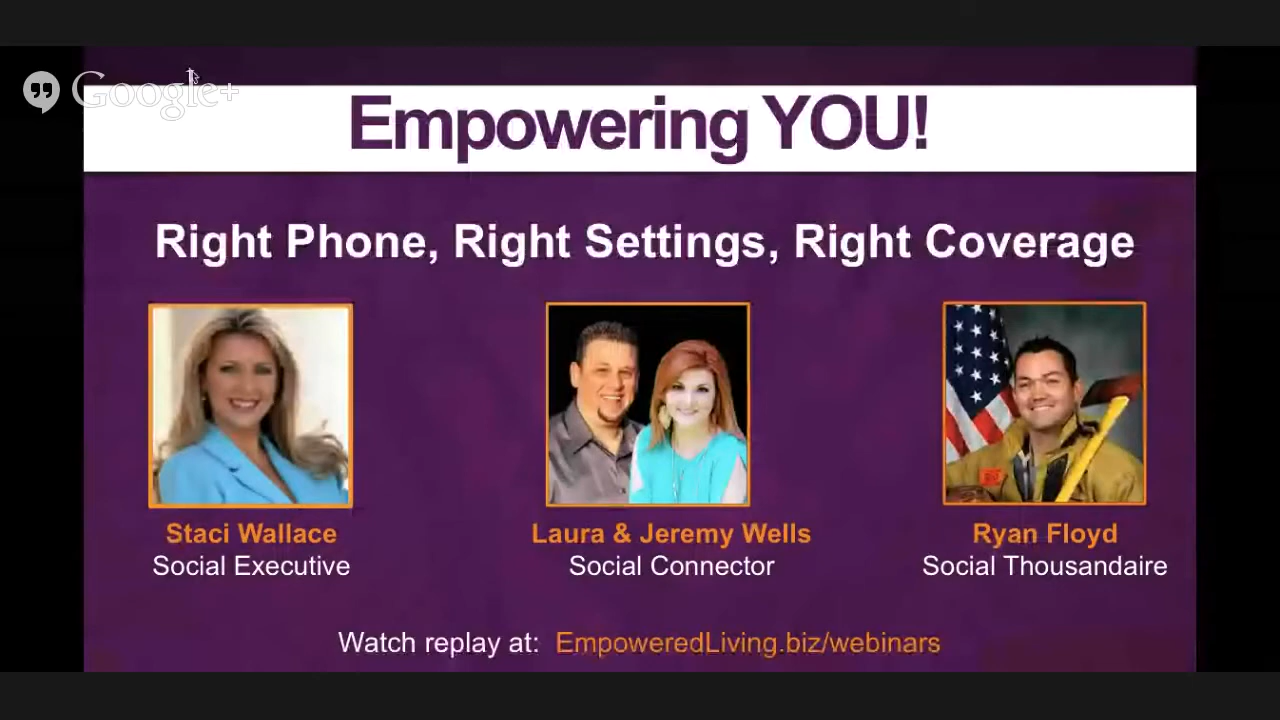 Google+
Empowering YOU!
Right Phone, Right Settings, Right Coverage
Staci Wallace
Social Executive
Laura & Jeremy Wells
Social Connector
Ryan Floyd
Social Thousandaire
Watch replay at: EmpoweredLiving.biz/webinars